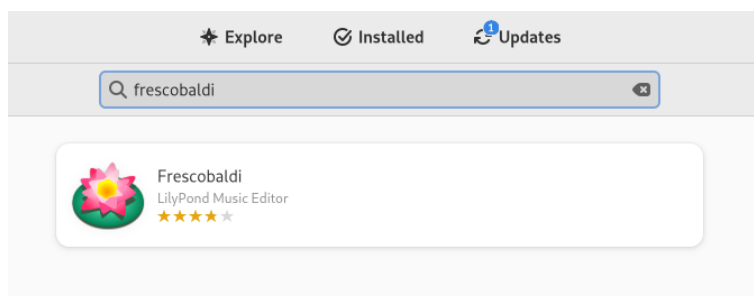 Explore
Installed
1
Updates
frescobaldi
Frescobaldi
LilyPond Music Editor